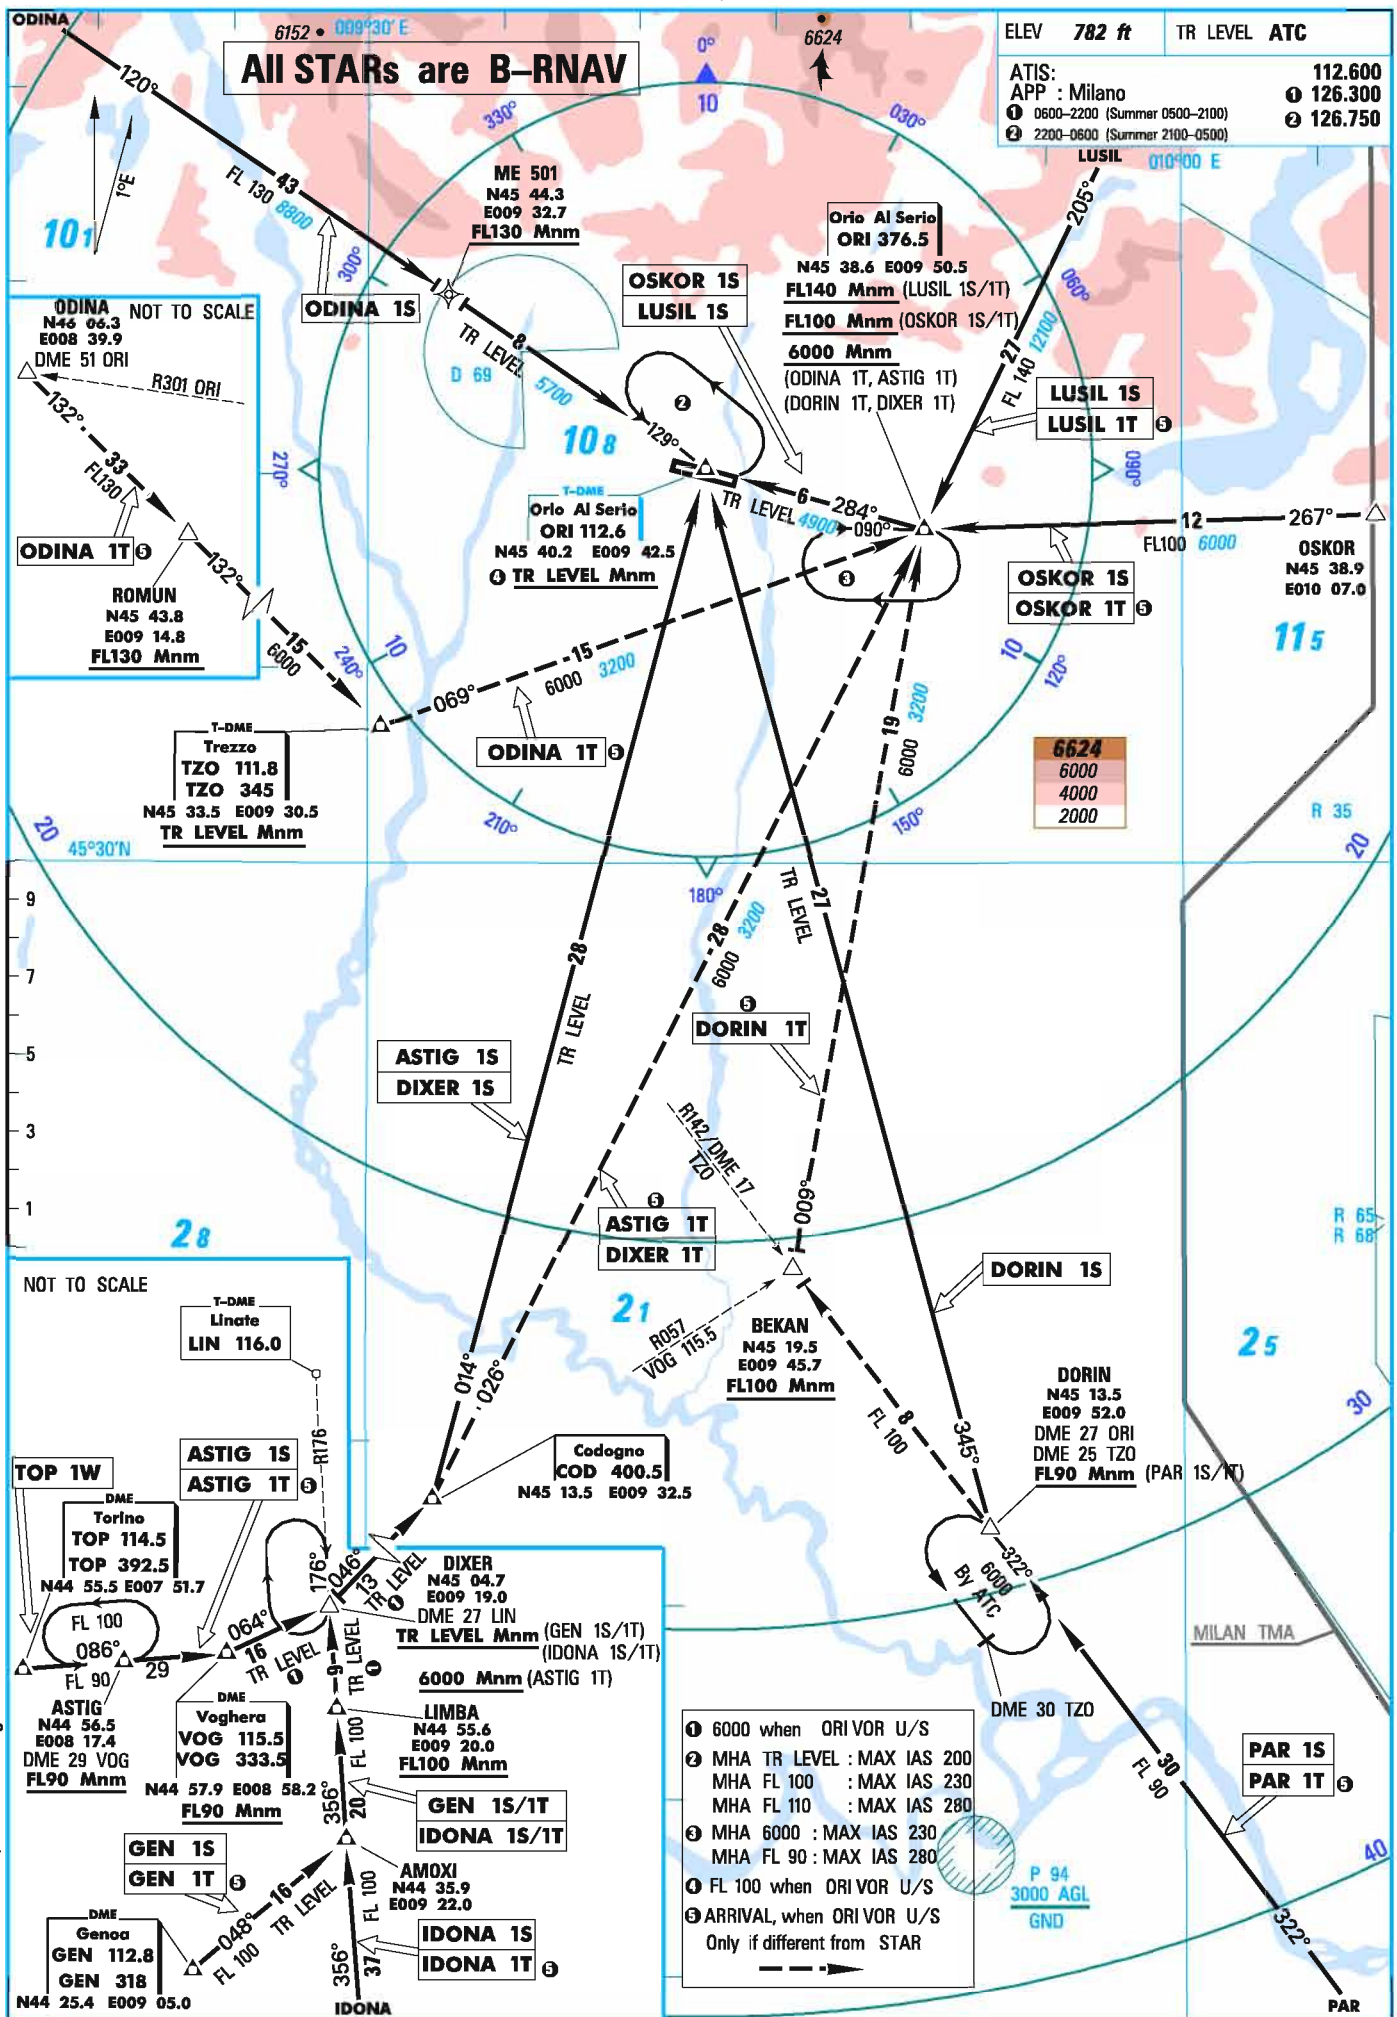 ODINA
6152
009°30' E
All STARs are B–RNAV
0°
10
6624
ELEV 782 ft
TR LEVEL ATC
ATIS: 112.600
APP : Milano ❶ 126.300
❶ 0600–2200 (Summer 0500–2100)
❷ 126.750
❷ 2200–0600 (Summer 2100–0500)
LUSIL
010°00 E
120°
1°E
43
FL 130 8800
330°
030°
205°
ME 501
N45 44.3
E009 32.7
FL130 Mnm
Orio Al Serio
ORI 376.5
N45 38.6 E009 50.5
FL140 Mnm (LUSIL 1S/1T)
FL100 Mnm (OSKOR 1S/1T)
6000 Mnm
(ODINA 1T, ASTIG 1T)
(DORIN 1T, DIXER 1T)
10 1
300°
060°
ODINA 1S
OSKOR 1S
LUSIL 1S
27
FL 140 12100
LUSIL 1S
LUSIL 1T ❺
ODINA
N46 06.3
E008 39.9
DME 51 ORI
NOT TO SCALE
R301 ORI
132°
33
FL130
ODINA 1T ❺
132°
ROMUN
N45 43.8
E009 14.8
FL130 Mnm
15
6000
8
TR LEVEL 5700
D 69
❷
129°
10 8
270°
090°
T–DME
Orio Al Serio
ORI 112.6
N45 40.2 E009 42.5
❹ TR LEVEL Mnm
6
284°
TR LEVEL 4900
090°
❸
12
267°
FL100 6000
OSKOR
N45 38.9
E010 07.0
OSKOR 1S
OSKOR 1T ❺
11 5
240°
10
10
120°
069°
15
6000 3200
ODINA 1T ❺
T–DME
Trezzo
TZO 111.8
TZO 345
N45 33.5 E009 30.5
TR LEVEL Mnm
19
6000 3200
6624
6000
4000
2000
R 35
20
20
45°30'N
210°
150°
180°
9
7
5
3
1
28
TR LEVEL
28
6000 3200
27
TR LEVEL
❺
DORIN 1T
ASTIG 1S
DIXER 1S
R142/DME 17
TZO
❺
ASTIG 1T
DIXER 1T
009°
R 65
R 68
2 8
DORIN 1S
NOT TO SCALE
T–DME
Linate
LIN 116.0
2 1
R057
VOG 115.5
BEKAN
N45 19.5
E009 45.7
FL100 Mnm
2 5
8
FL 100
DORIN
N45 13.5
E009 52.0
DME 27 ORI
DME 25 TZO
FL90 Mnm (PAR 1S/1T)
30
014°
026°
345°
R176
TOP 1W
ASTIG 1S
ASTIG 1T ❺
Codogno
COD 400.5
N45 13.5 E009 32.5
DME
Torino
TOP 114.5
TOP 392.5
N44 55.5 E007 51.7
FL 100
086°
FL 90
29
ASTIG
N44 56.5
E008 17.4
DME 29 VOG
FL90 Mnm
064°
16
TR LEVEL
❶
176°
046°
13
TR LEVEL
❶
DIXER
N45 04.7
E009 19.0
DME 27 LIN
TR LEVEL Mnm (GEN 1S/1T)
(IDONA 1S/1T)
6000 Mnm (ASTIG 1T)
9
TR LEVEL
❶
322°
6000
By ATC
MILAN TMA
DME 30 TZO
DME
Voghera
VOG 115.5
VOG 333.5
N44 57.9 E008 58.2
FL90 Mnm
LIMBA
N44 55.6
E009 20.0
FL100 Mnm
FL 100
356°
20
GEN 1S/1T
IDONA 1S/1T
GEN 1S
GEN 1T ❺
AMOXI
N44 35.9
E009 22.0
16
TR LEVEL
048°
FL 100
DME
Genoa
GEN 112.8
GEN 318
N44 25.4 E009 05.0
FL 100
356°
37
IDONA 1S
IDONA 1T ❺
IDONA
❶ 6000 when ORI VOR U/S
❷ MHA TR LEVEL : MAX IAS 200
MHA FL 100 : MAX IAS 230
MHA FL 110 : MAX IAS 280
❸ MHA 6000 : MAX IAS 230
MHA FL 90 : MAX IAS 280
❹ FL 100 when ORI VOR U/S
❺ ARRIVAL, when ORI VOR U/S
Only if different from STAR
P 94
3000 AGL
GND
30
FL 90
PAR 1S
PAR 1T ❺
40
322°
PAR